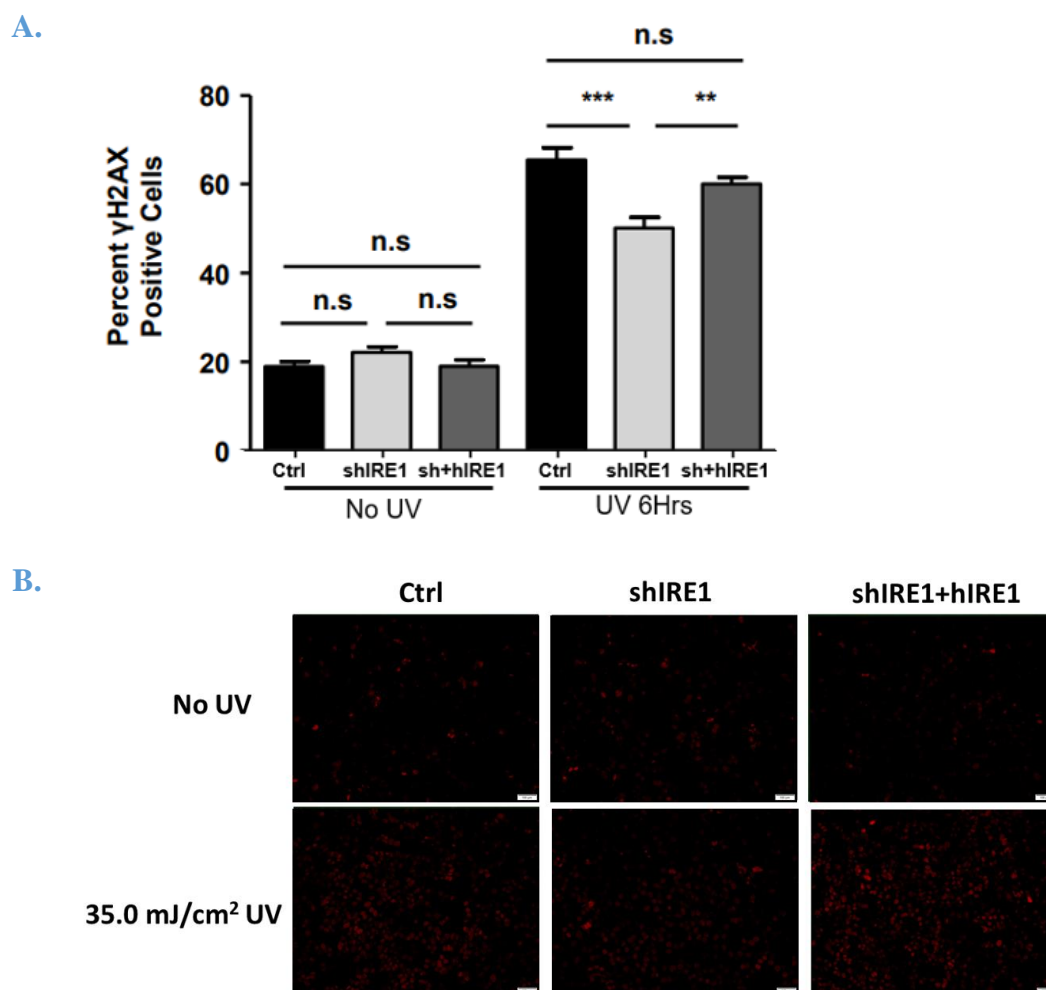 A.
n.s
*** **
80
n.s
n.s n.s
60
40
20
0
Percent γH2AX
Positive Cells
Ctrl shIRE1 sh+hIRE1 Ctrl shIRE1 sh+hIRE1
No UV UV 6Hrs
B.
Ctrl shIRE1 shIRE1+hIRE1
No UV
35.0 mJ/cm² UV